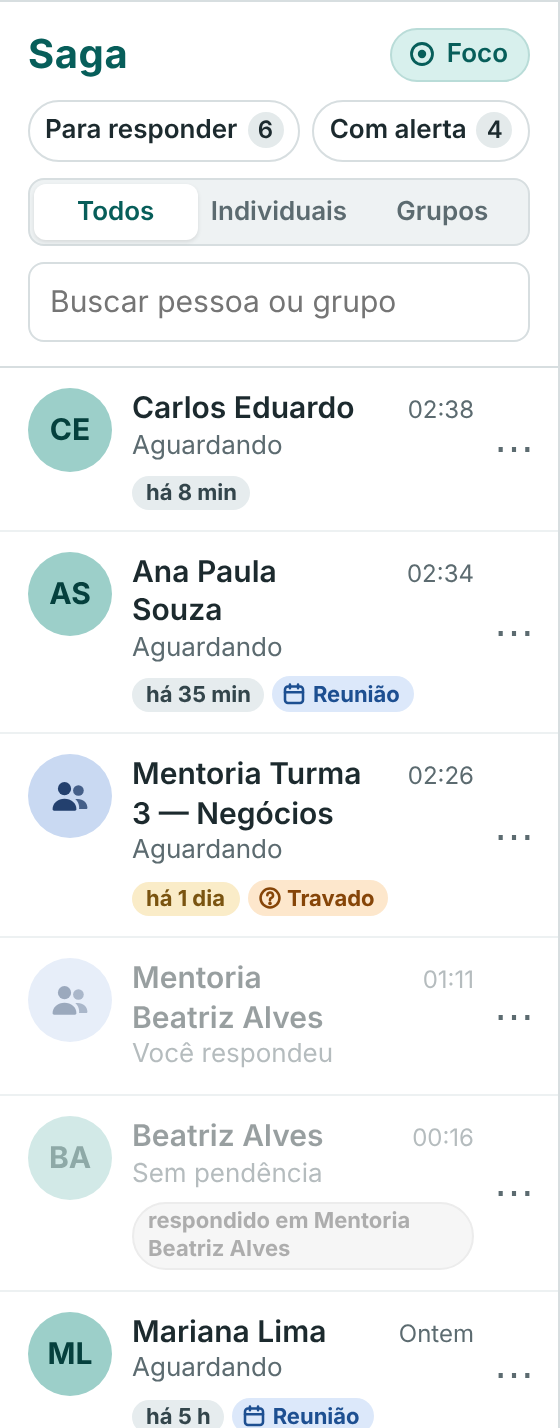 Saga
Foco
Para responder 6
Com alerta 4
Todos
Individuais
Grupos
Buscar pessoa ou grupo
CE
Carlos Eduardo
02:38
Aguardando
...
há 8 min
AS
Ana Paula
Souza
02:34
Aguardando
...
há 35 min
Reunião
Mentoria Turma
3 — Negócios
02:26
Aguardando
...
há 1 dia
Travado
Mentoria
Beatriz Alves
01:11
Você respondeu
...
BA
Beatriz Alves
00:16
Sem pendência
...
respondido em Mentoria
Beatriz Alves
ML
Mariana Lima
Ontem
Aguardando
...
há 5 h
Reunião